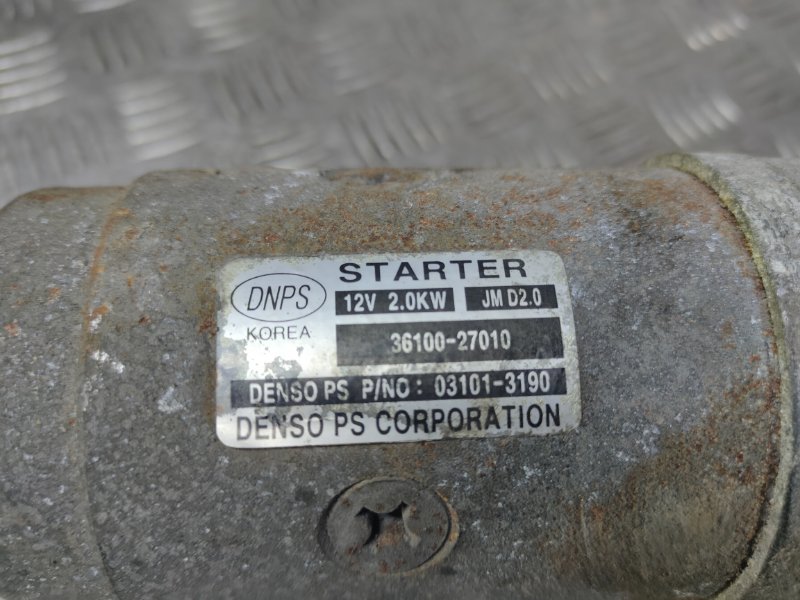 STARTER
DNPS
12V 2.0KW JM D2.0
KOREA
36100-27010
DENSO PS P/NO : 03101-3190
DENSO PS CORPORATION